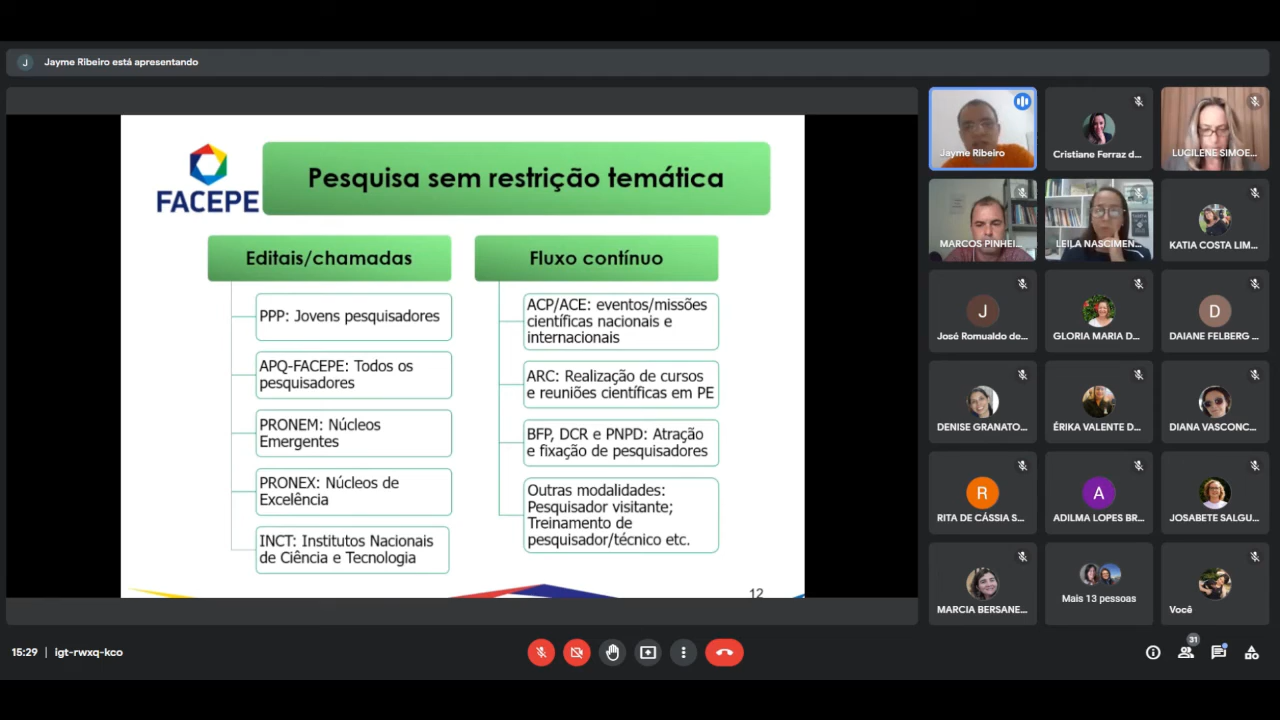 J
Jayme Ribeiro está apresentando
FACEPE
Pesquisa sem restrição temática
Editais/chamadas
PPP: Jovens pesquisadores
APQ-FACEPE: Todos os
pesquisadores
PRONEM: Núcleos
Emergentes
PRONEX: Núcleos de
Excelência
INCT: Institutos Nacionais
de Ciência e Tecnologia
Fluxo contínuo
ACP/ACE: eventos/missões
científicas nacionais e
internacionais
ARC: Realização de cursos
e reuniões científicas em PE
BFP, DCR e PNPD: Atração
e fixação de pesquisadores
Outras modalidades:
Pesquisador visitante;
Treinamento de
pesquisador/técnico etc.
12
Jayme Ribeiro
Cristiane Ferraz d...
LUCILENE SIMOE...
MARCOS PINHEI...
LEILA NASCIMEN...
KATIA COSTA LIM...
J
José Romualdo de...
GLORIA MARIA D...
D
DAIANE FELBERG ...
DENISE GRANATO...
ÉRIKA VALENTE D...
DIANA VASCONC...
R
RITA DE CÁSSIA S...
A
ADILMA LOPES BR...
JOSABETE SALGU...
MARCIA BERSANE...
Mais 13 pessoas
Você
15:29 | igt-rwxq-kco
31